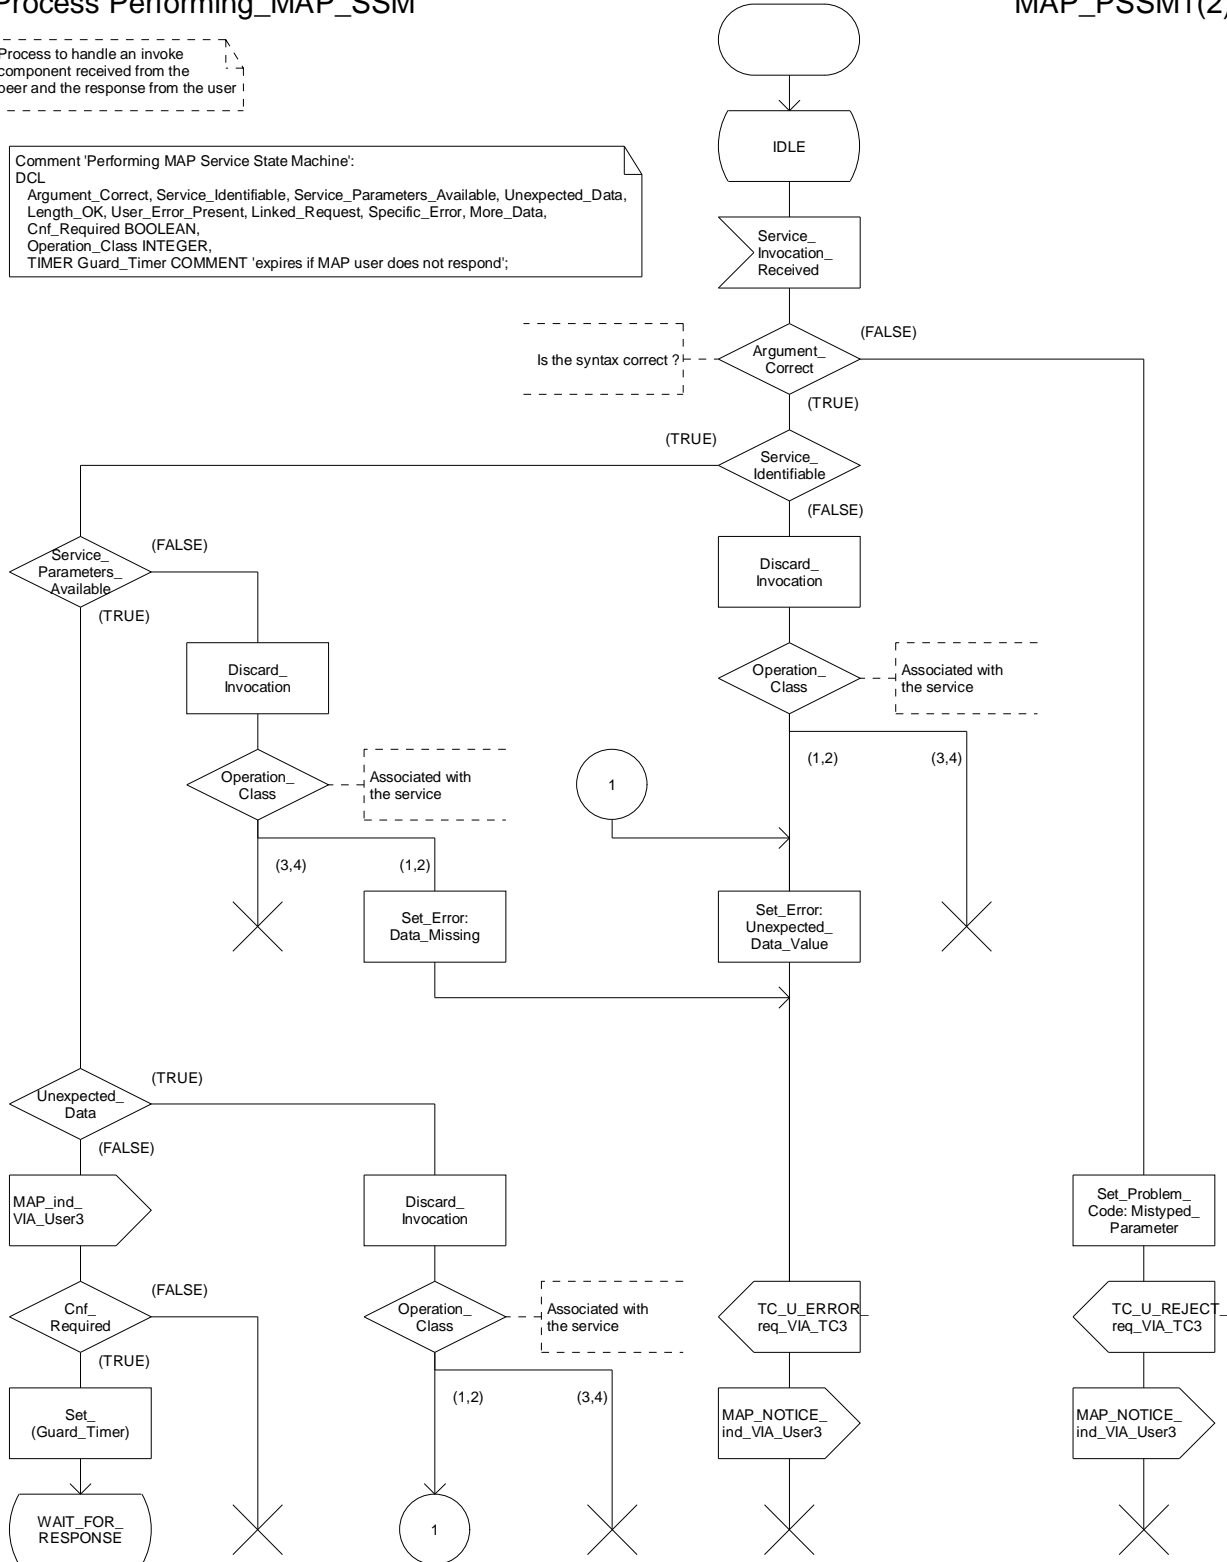 Process Performing_MAP_SSM
MAP_PSSM1(2)
Process to handle an invoke
component received from the
peer and the response from the user
Comment 'Performing MAP Service State Machine':
DCL
Argument_Correct, Service_Identifiable, Service_Parameters_Available, Unexpected_Data,
Length_OK, User_Error_Present, Linked_Request, Specific_Error, More_Data,
Cnf_Required BOOLEAN,
Operation_Class INTEGER,
TIMER Guard_Timer COMMENT 'expires if MAP user does not respond';
IDLE
Service_
Invocation_
Received
Is the syntax correct ?
Argument_
Correct
(FALSE)
(TRUE)
(TRUE)
Service_
Identifiable
(FALSE)
Service_
Parameters_
Available
(FALSE)
(TRUE)
Discard_
Invocation
Discard_
Invocation
Operation_
Class
Associated with
the service
Operation_
Class
Associated with
the service
1
(1,2)
(3,4)
(3,4)
(1,2)
Set_Error:
Data_Missing
Set_Error:
Unexpected_
Data_Value
Unexpected_
Data
(TRUE)
(FALSE)
MAP_ind_
VIA_User3
Discard_
Invocation
Set_Problem_
Code: Mistyped_
Parameter
Cnf_
Required
(FALSE)
(TRUE)
Operation_
Class
Associated with
the service
TC_U_ERROR_
req_VIA_TC3
TC_U_REJECT_
req_VIA_TC3
(1,2)
(3,4)
Set_
(Guard_Timer)
MAP_NOTICE_
ind_VIA_User3
MAP_NOTICE_
ind_VIA_User3
WAIT_FOR_
RESPONSE
1